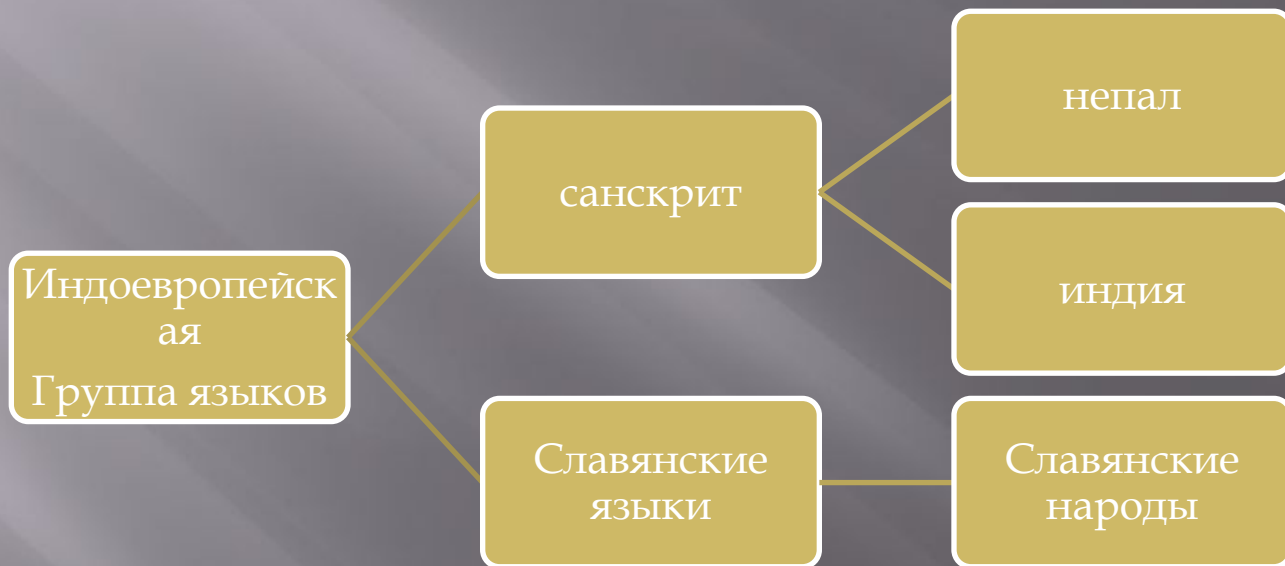 Индоевропейск
ая
Группа языков
санскрит
непал
индия
Славянские
языки
Славянские
народы